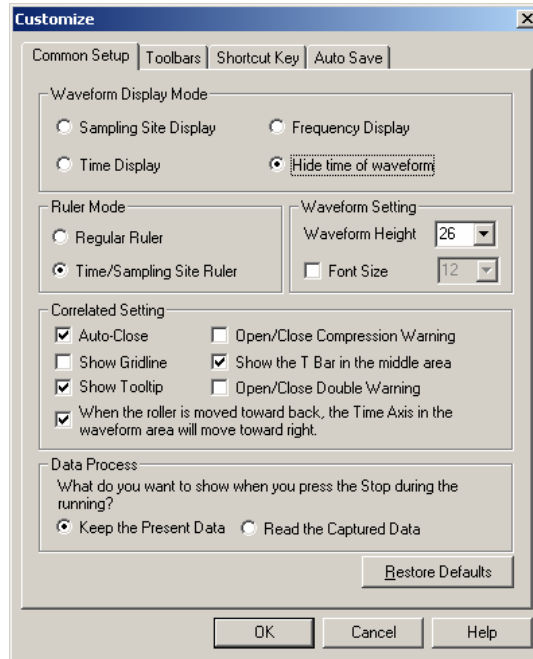 Customize
Common Setup Toolbars Shortcut Key Auto Save
Waveform Display Mode
Sampling Site Display Frequency Display
Time Display Hide time of waveform
Ruler Mode Waveform Setting
Regular Ruler Waveform Height 26
Time/Sampling Site Ruler Font Size 12
Correlated Setting
Auto-Close Open/Close Compression Warning
Show Gridline Show the T Bar in the middle area
Show Tooltip Open/Close Double Warning
When the roller is moved toward back, the Time Axis in the
waveform area will move toward right.
Data Process
What do you want to show when you press the Stop during the
running?
Keep the Present Data Read the Captured Data
Restore Defaults
OK Cancel Help